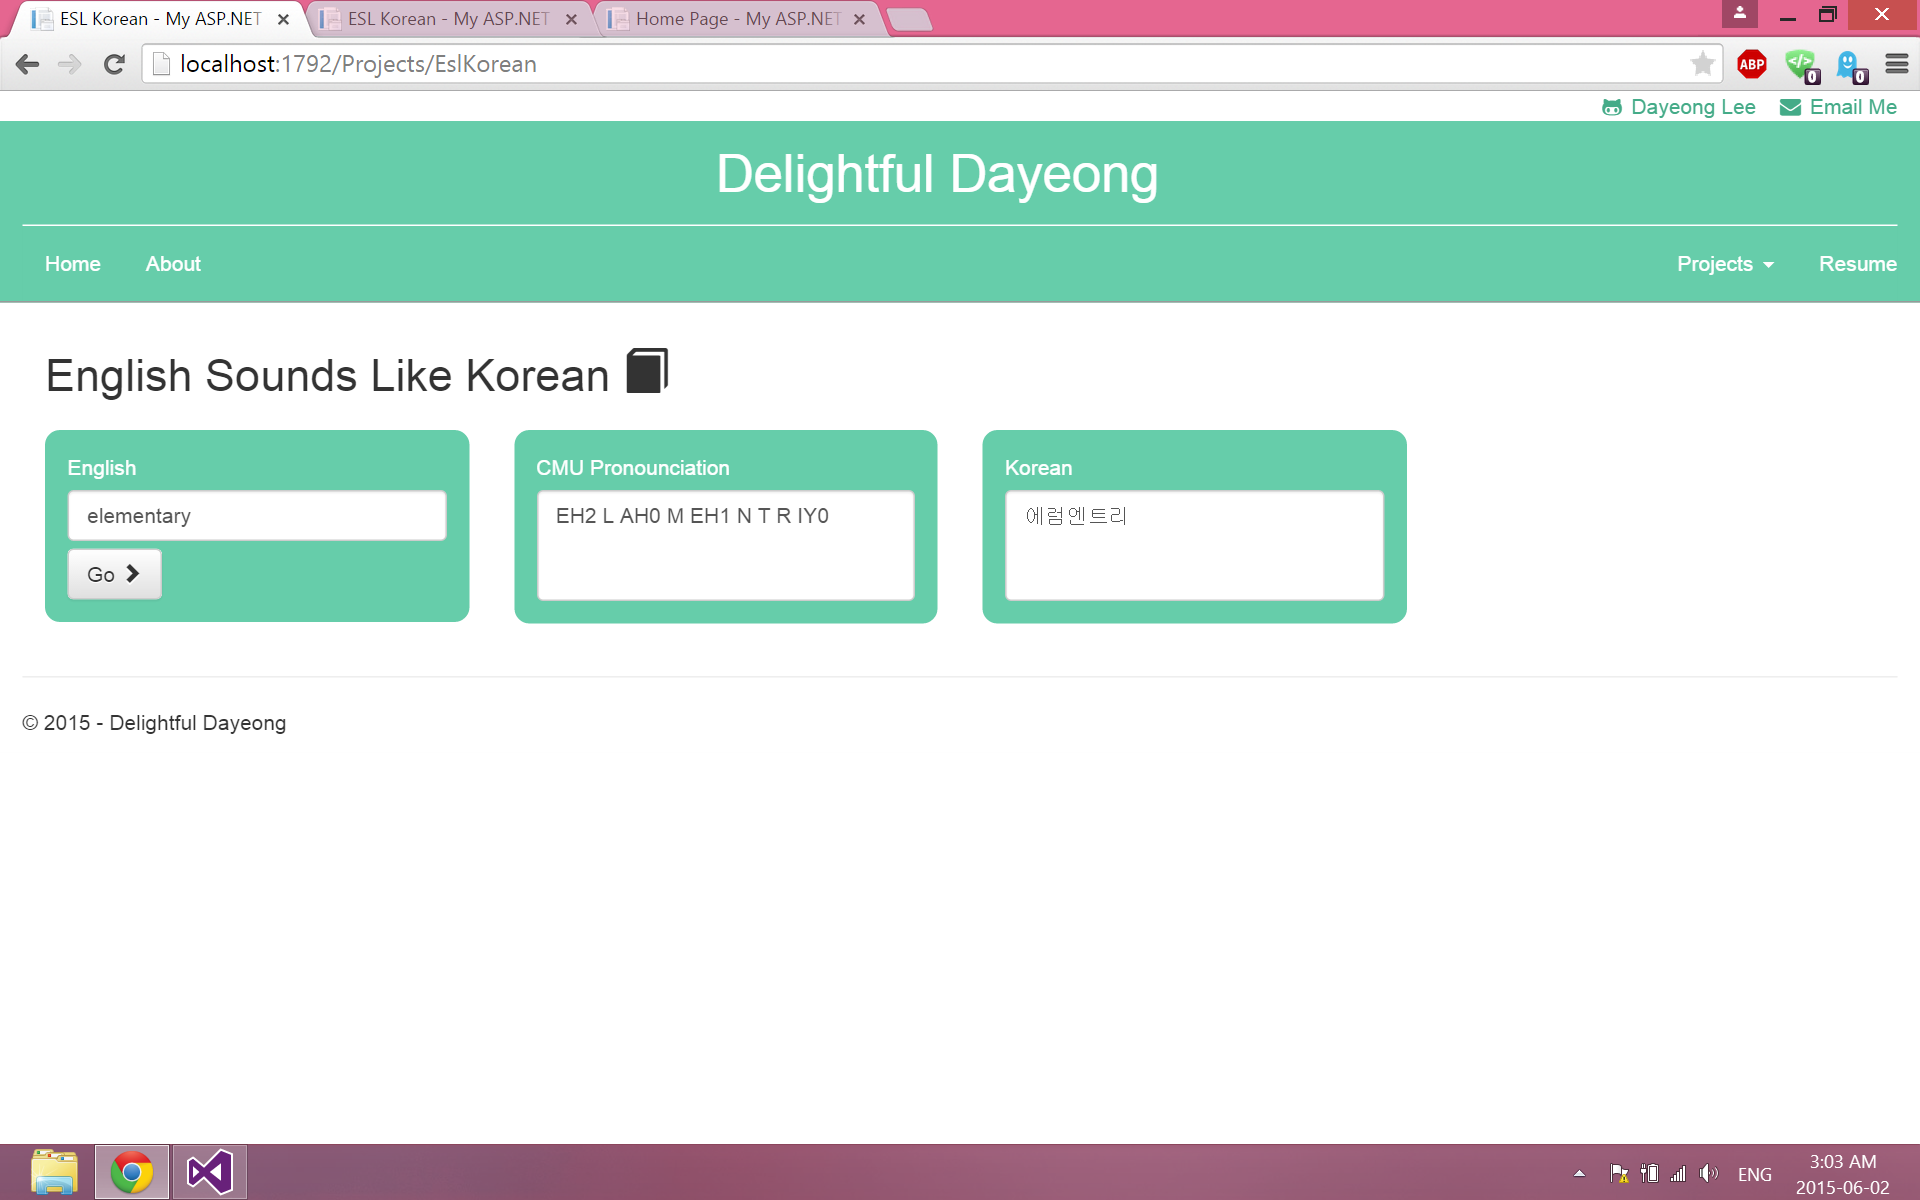 ESL Korean - My ASP.NET
ESL Korean - My ASP.NET
Home Page - My ASP.NET
localhost:1792/Projects/EslKorean
ABP
0
0
Dayeong Lee
Email Me
Delightful Dayeong
Home
About
Projects
Resume
English Sounds Like Korean
English
CMU Pronounciation
Korean
elementary
EH2 L AH0 M EH1 N T R IY0
에럼엔트리
Go
© 2015 - Delightful Dayeong
ENG
3:03 AM
2015-06-02